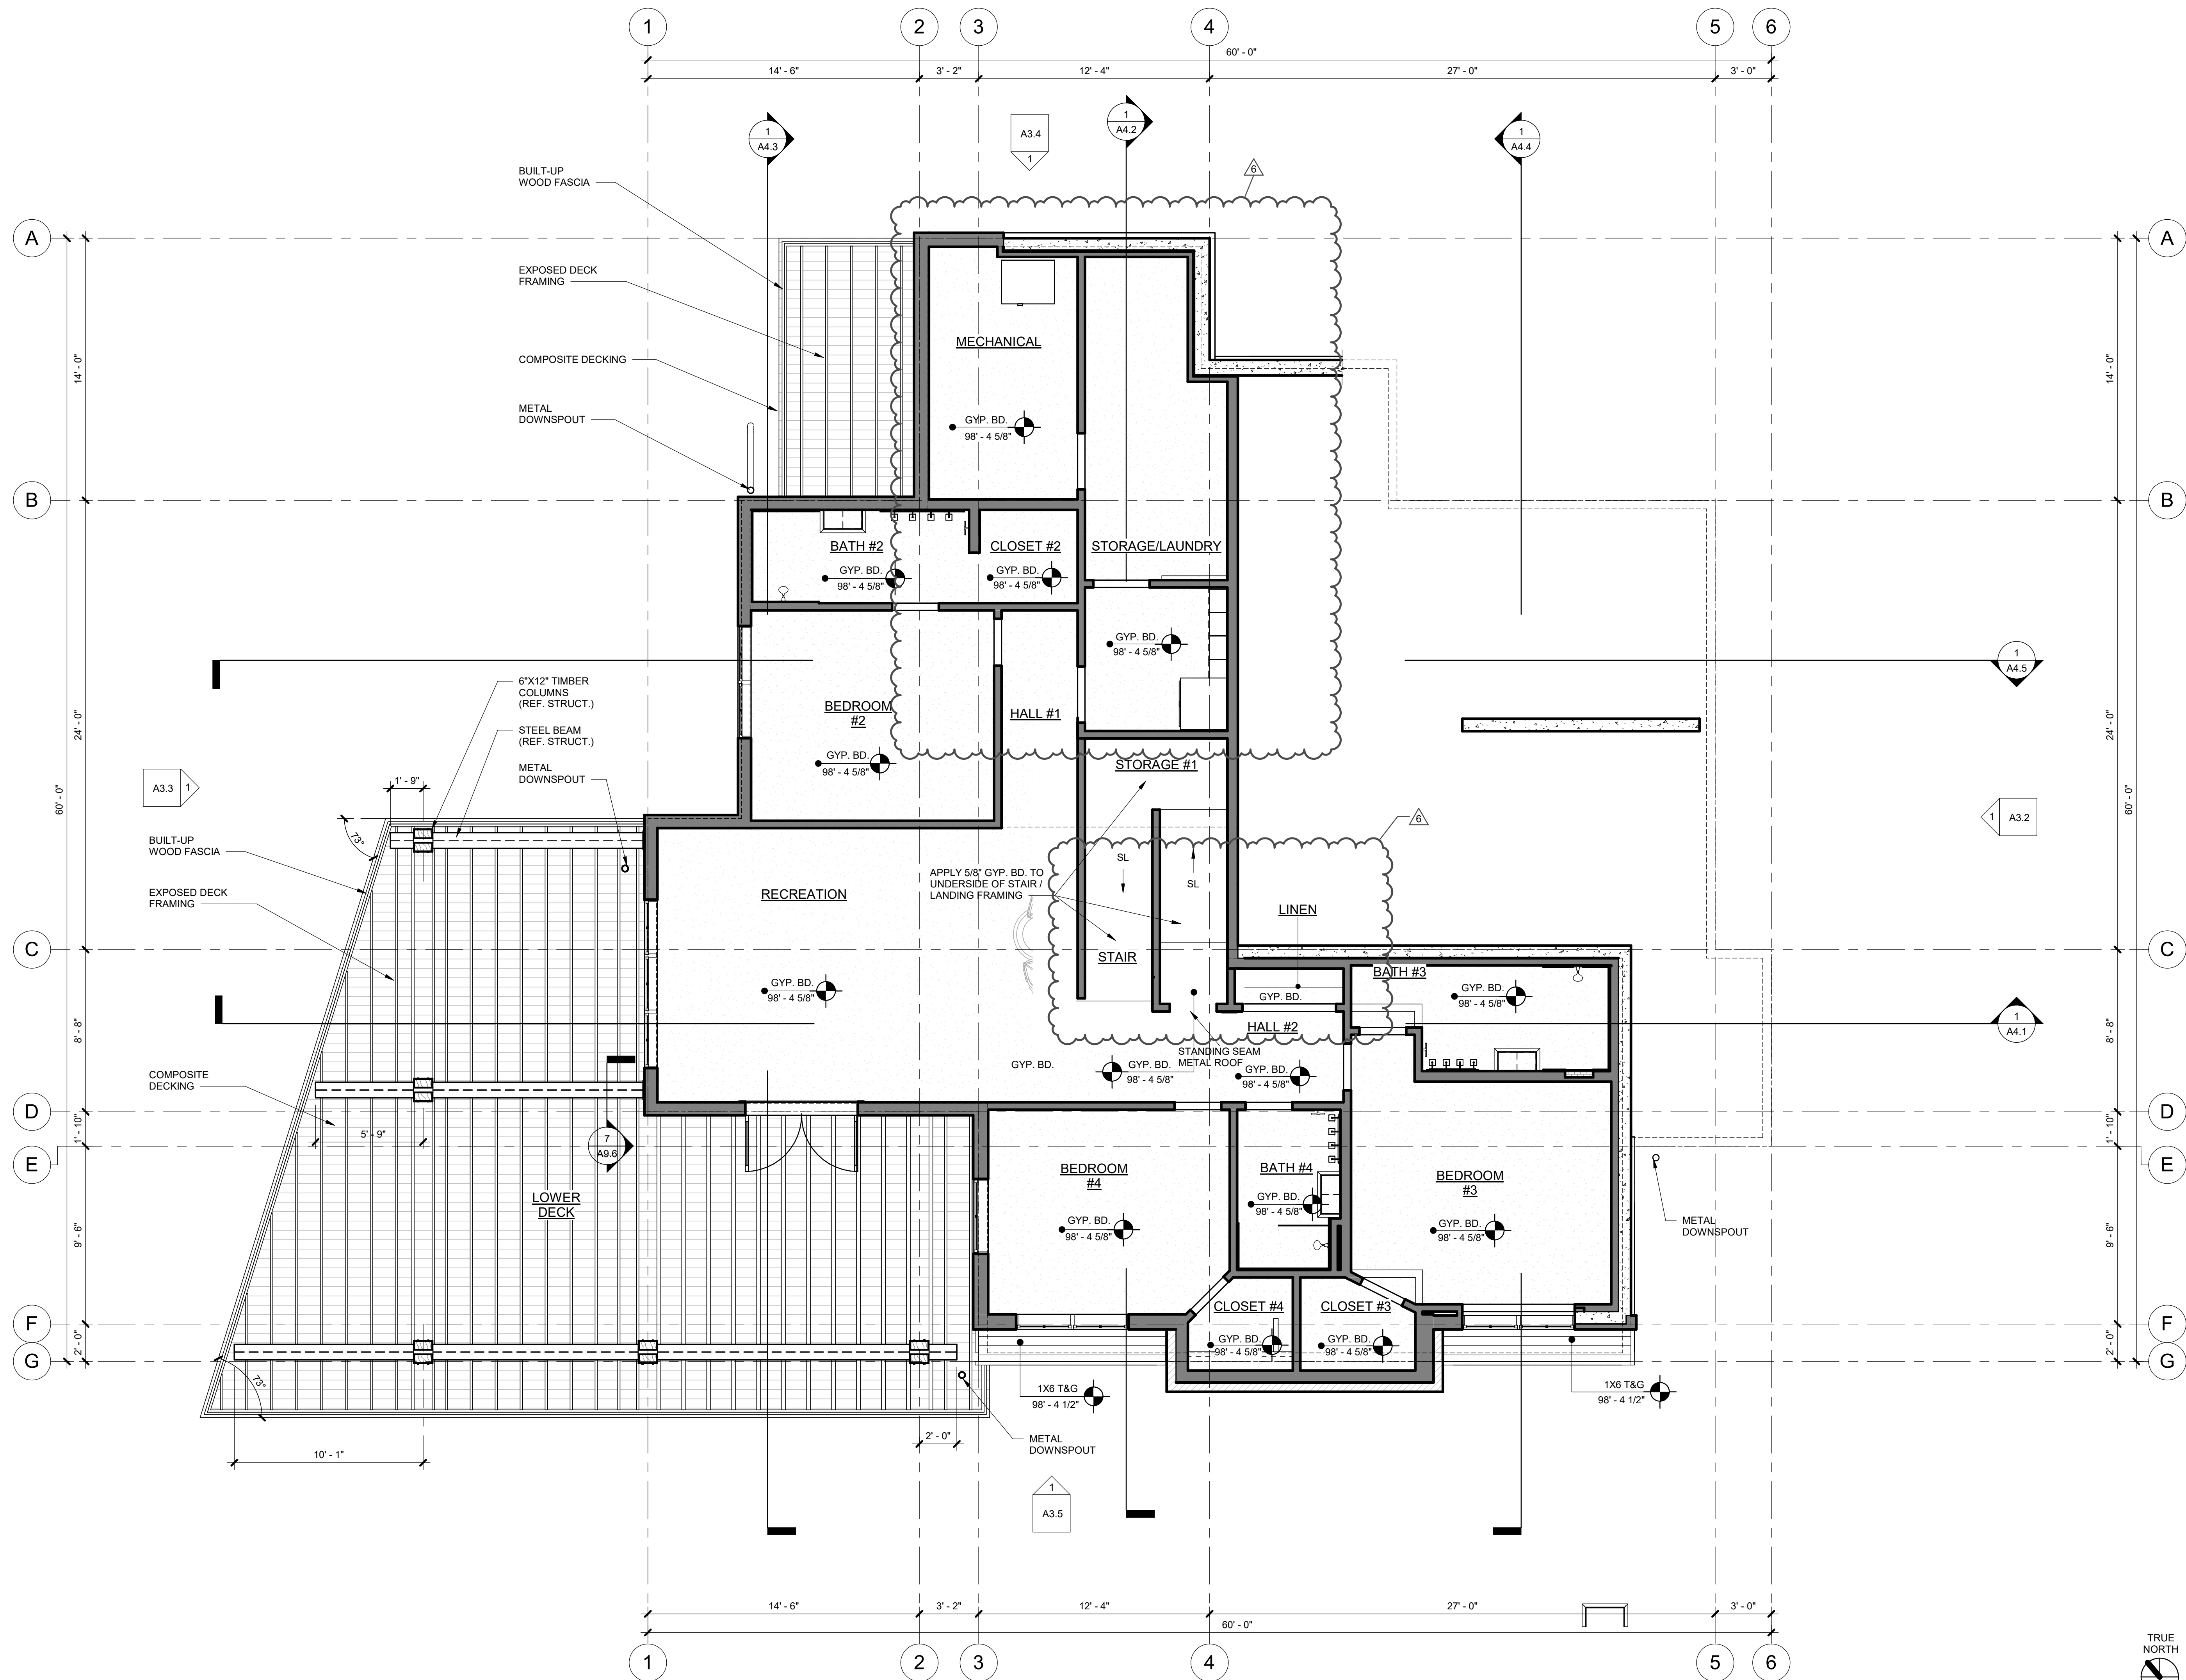 1
2
3
4
5
6
60' - 0"
14' - 6"
3' - 2"
12' - 4"
27' - 0"
3' - 0"
1
A4.3
A3.4
1
1
A4.2
1
A4.4
6
BUILT-UP
WOOD FASCIA
A
A
EXPOSED DECK
FRAMING
MECHANICAL
COMPOSITE DECKING
14' - 0"
14' - 0"
METAL
DOWNSPOUT
GYP. BD.
98' - 4 5/8"
B
B
BATH #2
CLOSET #2
STORAGE/LAUNDRY
GYP. BD.
98' - 4 5/8"
GYP. BD.
98' - 4 5/8"
GYP. BD.
98' - 4 5/8"
1
A4.5
6"X12" TIMBER
COLUMNS
(REF. STRUCT.)
BEDROOM
#2
HALL #1
STEEL BEAM
(REF. STRUCT.)
24' - 0"
24' - 0"
METAL
DOWNSPOUT
GYP. BD.
98' - 4 5/8"
STORAGE #1
A3.3
1
1' - 9"
60' - 0"
60' - 0"
1
A3.2
73°
6
BUILT-UP
WOOD FASCIA
SL
SL
EXPOSED DECK
FRAMING
RECREATION
APPLY 5/8" GYP. BD. TO
UNDERSIDE OF STAIR /
LANDING FRAMING
LINEN
C
C
STAIR
BATH #3
GYP. BD.
98' - 4 5/8"
GYP. BD.
GYP. BD.
98' - 4 5/8"
HALL #2
1
A4.1
8' - 8"
8' - 8"
STANDING SEAM
METAL ROOF
GYP. BD.
GYP. BD.
98' - 4 5/8"
GYP. BD.
98' - 4 5/8"
COMPOSITE
DECKING
D
D
5' - 9"
1' - 10"
1' - 10"
7
A9.6
E
E
BEDROOM
#4
BATH #4
BEDROOM
#3
LOWER
DECK
GYP. BD.
98' - 4 5/8"
GYP. BD.
98' - 4 5/8"
GYP. BD.
98' - 4 5/8"
METAL
DOWNSPOUT
9' - 6"
9' - 6"
CLOSET #4
CLOSET #3
F
F
GYP. BD.
98' - 4 5/8"
GYP. BD.
98' - 4 5/8"
2' - 0"
2' - 0"
G
G
73°
1X6 T&G
98' - 4 1/2"
1X6 T&G
98' - 4 1/2"
10' - 1"
2' - 0"
METAL
DOWNSPOUT
1
A3.5
14' - 6"
3' - 2"
12' - 4"
27' - 0"
3' - 0"
60' - 0"
1
2
3
4
5
6
TRUE
NORTH